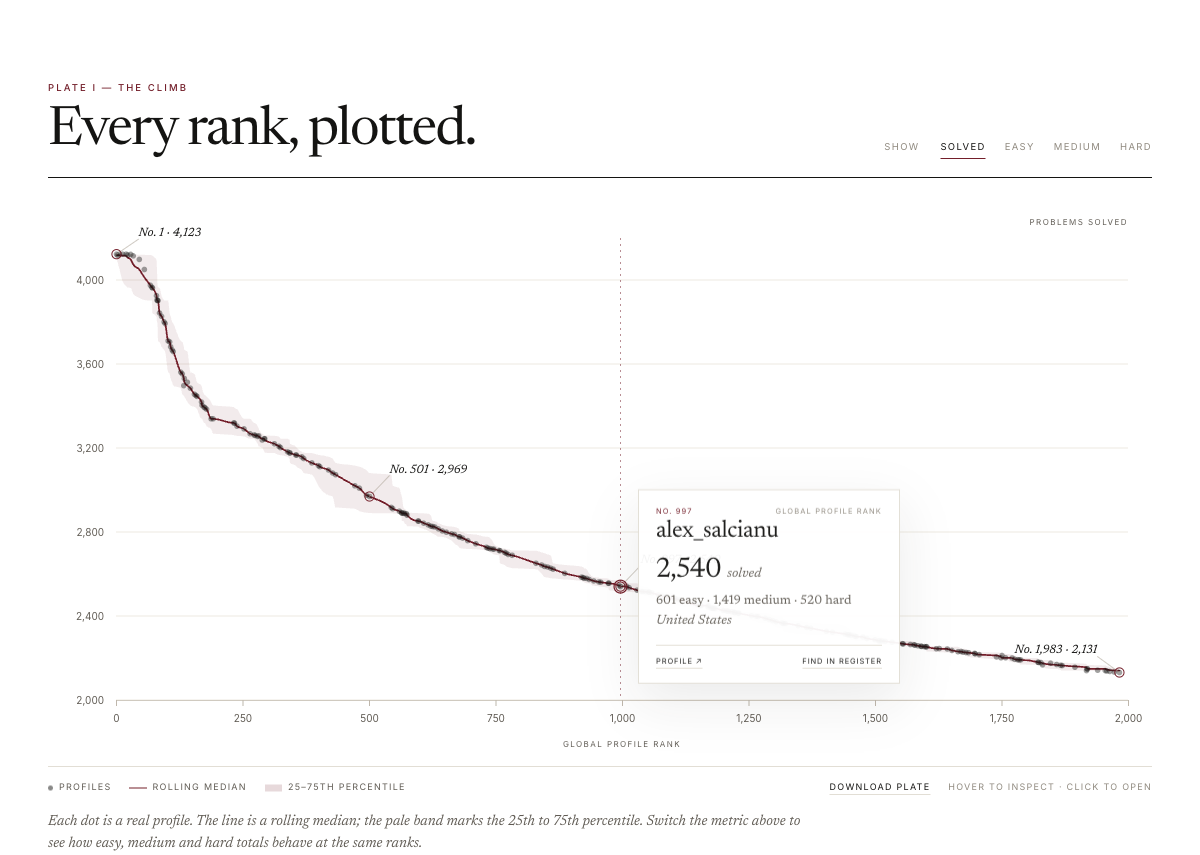 PLATE I — THE CLIMB
Every rank, plotted.
SHOW SOLVED EASY MEDIUM HARD
PROBLEMS SOLVED
No. 1 · 4,123
4,000
3,600
3,200
No. 501 · 2,969
2,800
NO. 997 GLOBAL PROFILE RANK
alex_salcianu
2,540 solved
601 easy · 1,419 medium · 520 hard
United States
PROFILE ↗ FIND IN REGISTER
2,400
No. 1,983 · 2,131
2,000
0 250 500 750 1,000 1,250 1,500 1,750 2,000
GLOBAL PROFILE RANK
PROFILES ROLLING MEDIAN 25–75TH PERCENTILE
DOWNLOAD PLATE HOVER TO INSPECT · CLICK TO OPEN
Each dot is a real profile. The line is a rolling median; the pale band marks the 25th to 75th percentile. Switch the metric above to
see how easy, medium and hard totals behave at the same ranks.